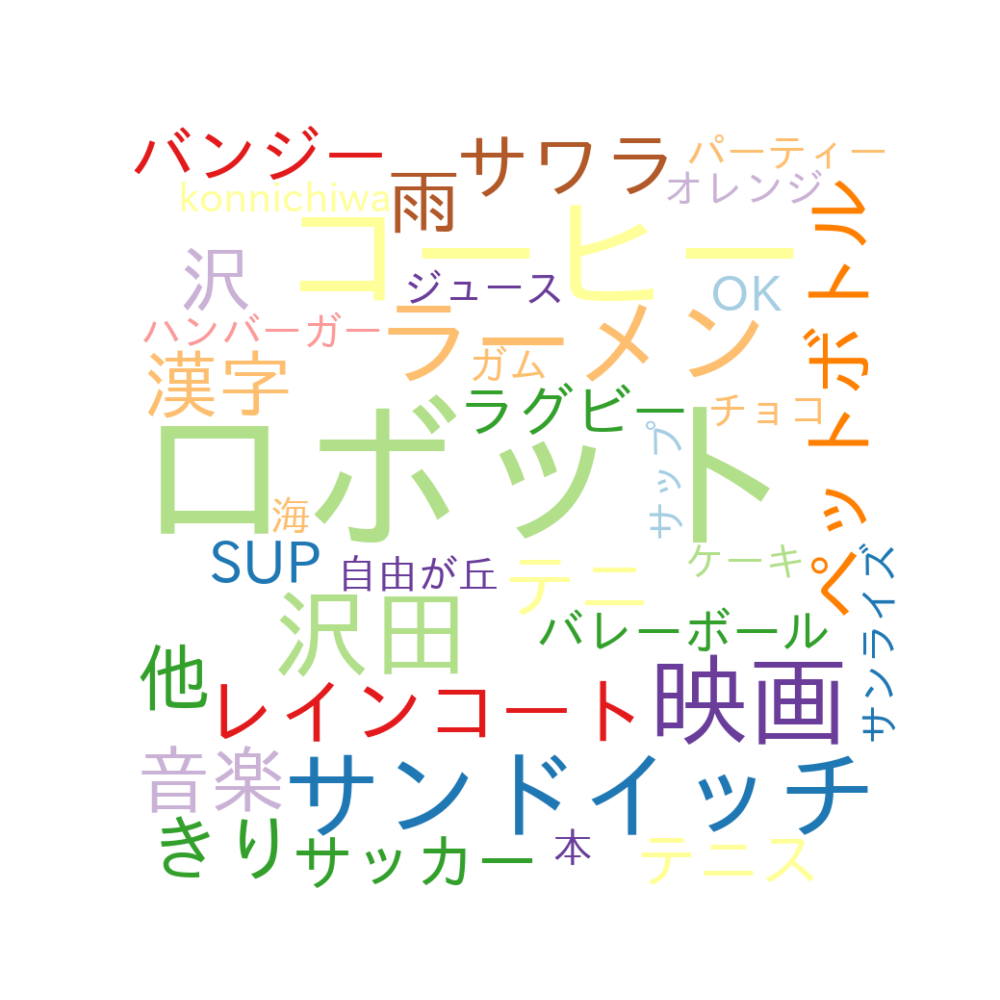 バンジー
サワラ
パーティー
konnichiwa
雨
オレンジ
コーヒー
ペットボトル
沢
ジュース
OK
ハンバーガー
ラーメン
漢字
ガム
ラグビー
チョコ
ロボット
サップ
海
SUP
自由が丘
テニ
ケーキ
サンライズ
沢田
バレーボール
他
レインコート
映画
音楽
サンドイッチ
きり
サッカー
本
テニス